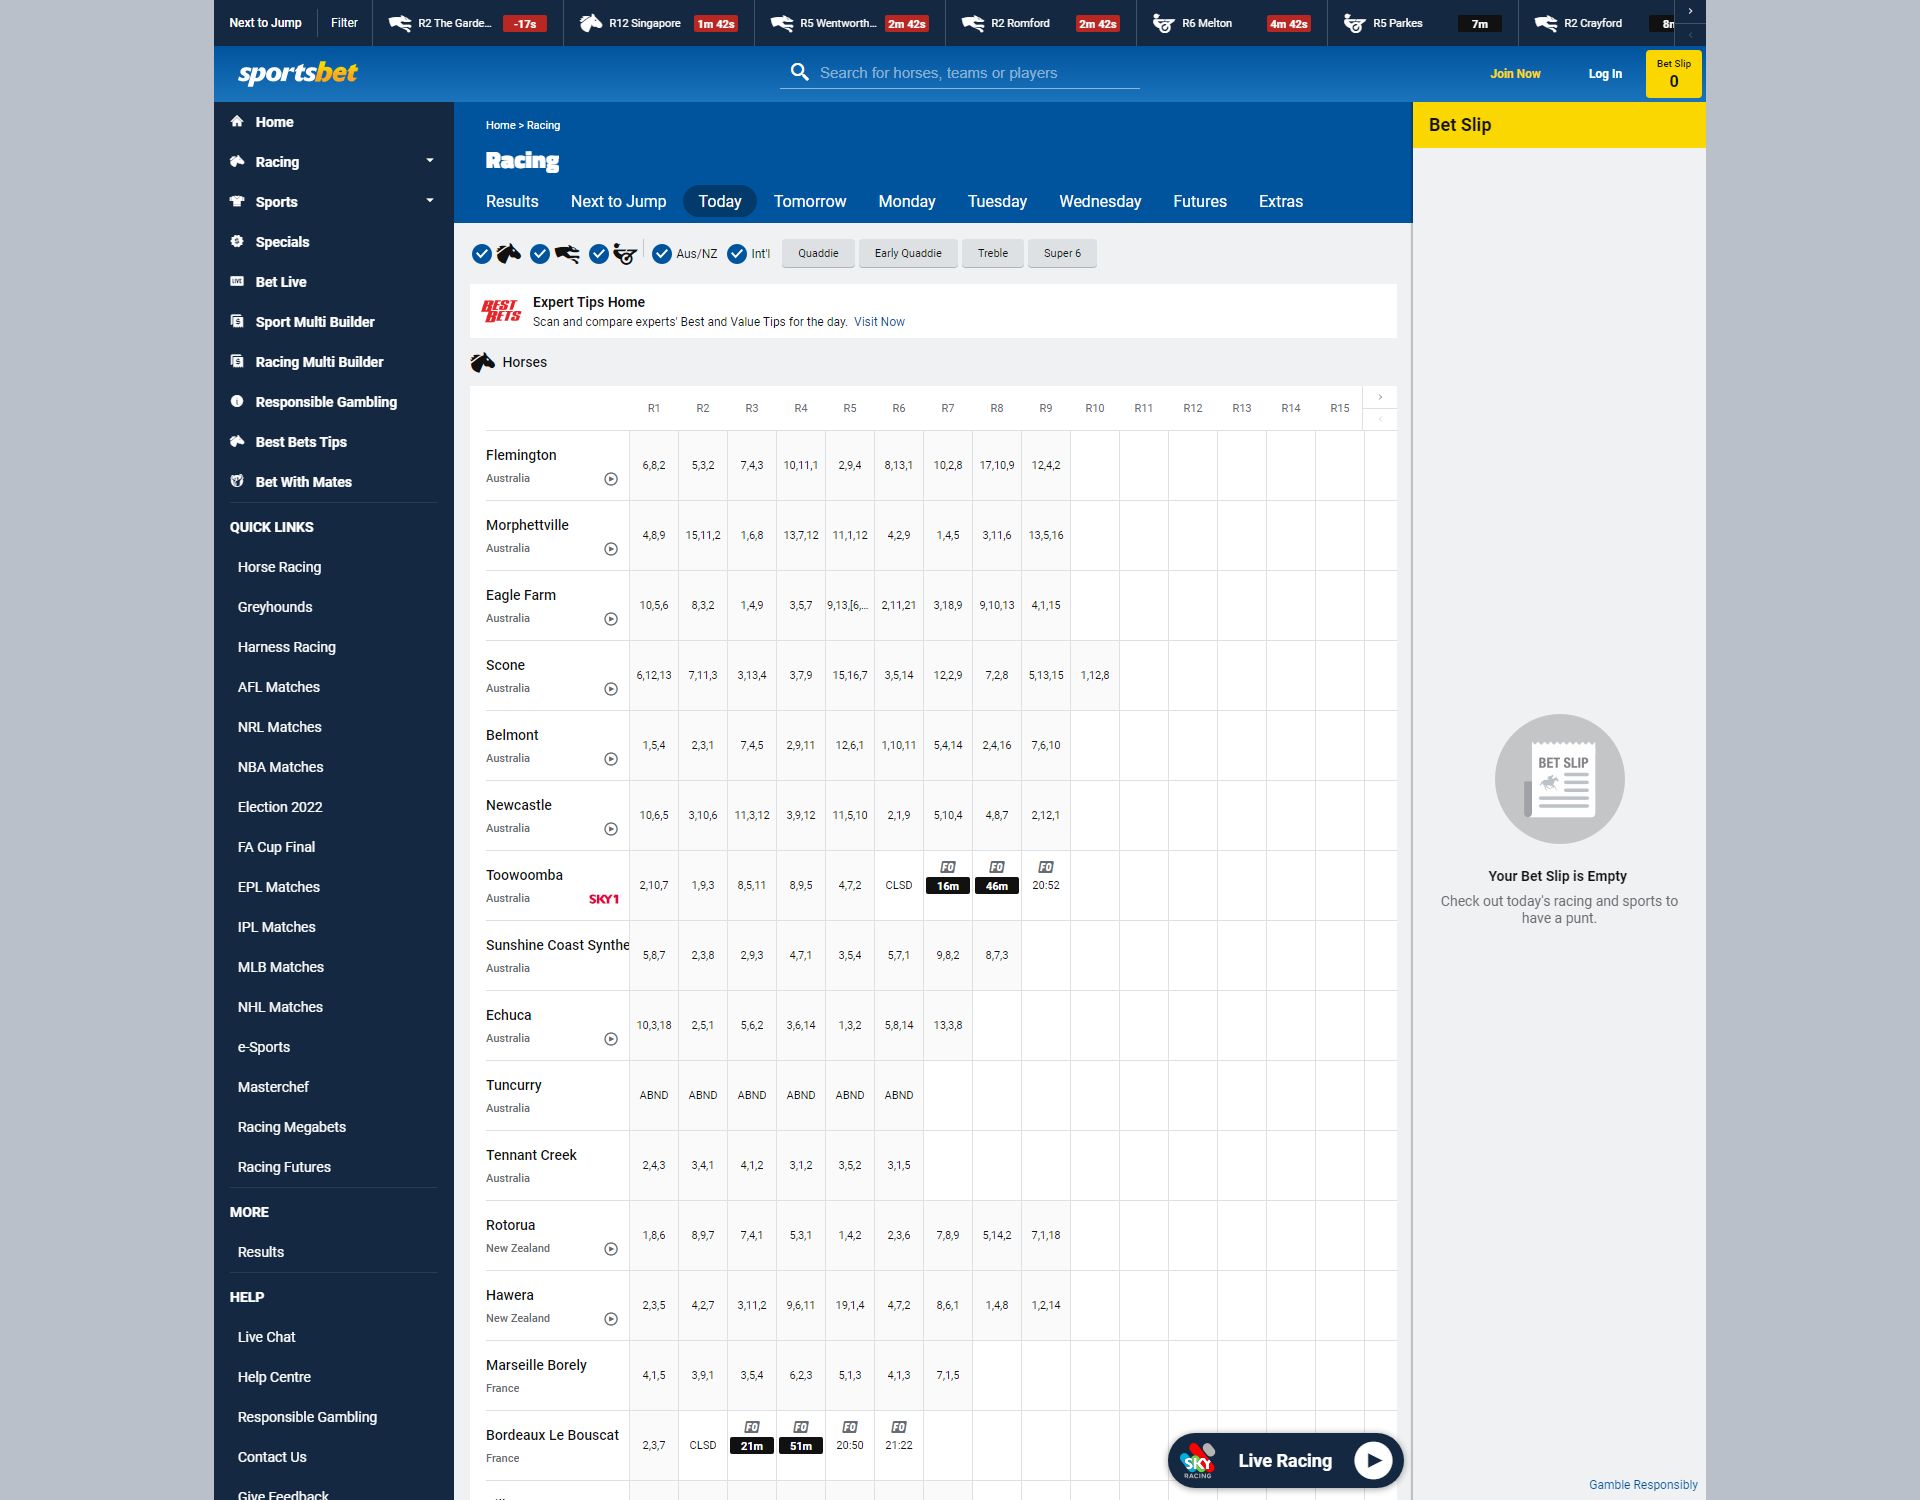 Next to Jump Filter R2 The Garde... -17s R12 Singapore 1m 42s R5 Wentworth... 2m 42s R2 Romford 2m 42s R6 Melton 4m 42s R5 Parkes 7m R2 Crayford
sportsbet Search for horses, teams or players Join Now Log In Bet Slip 0
Home
Racing
Sports
Specials
Bet Live
Sport Multi Builder
Racing Multi Builder
Responsible Gambling
Best Bets Tips
Bet With Mates
QUICK LINKS
Horse Racing
Greyhounds
Harness Racing
AFL Matches
NRL Matches
NBA Matches
Election 2022
FA Cup Final
EPL Matches
IPL Matches
MLB Matches
NHL Matches
e-Sports
Masterchef
Racing Megabets
Racing Futures
MORE
Results
HELP
Live Chat
Help Centre
Responsible Gambling
Contact Us
Give Feedback
Home > Racing
Racing
Results Next to Jump Today Tomorrow Monday Tuesday Wednesday Futures Extras
Aus/NZ Int'l Quaddie Early Quaddie Treble Super 6
BEST BETS
Expert Tips Home
Scan and compare experts' Best and Value Tips for the day. Visit Now
Horses
R1 R2 R3 R4 R5 R6 R7 R8 R9 R10 R11 R12 R13 R14 R15
Flemington
Australia
6,8,2 5,3,2 7,4,3 10,11,1 2,9,4 8,13,1 10,2,8 17,10,9 12,4,2
Morphettville
Australia
4,8,9 15,11,2 1,6,8 13,7,12 11,1,12 4,2,9 1,4,5 3,11,6 13,5,16
Eagle Farm
Australia
10,5,6 8,3,2 1,4,9 3,5,7 9,13,[6,... 2,11,21 3,18,9 9,10,13 4,1,15
Scone
Australia
6,12,13 7,11,3 3,13,4 3,7,9 15,16,7 3,5,14 12,2,9 7,2,8 5,13,15 1,12,8
Belmont
Australia
1,5,4 2,3,1 7,4,5 2,9,11 12,6,1 1,10,11 5,4,14 2,4,16 7,6,10
Newcastle
Australia
10,6,5 3,10,6 11,3,12 3,9,12 11,5,10 2,1,9 5,10,4 4,8,7 2,12,1
Toowoomba
Australia SKY1
FO FO FO
2,10,7 1,9,3 8,5,11 8,9,5 4,7,2 CLSD 16m 46m 20:52
Sunshine Coast Synthe
Australia
5,8,7 2,3,8 2,9,3 4,7,1 3,5,4 5,7,1 9,8,2 8,7,3
Echuca
Australia
10,3,18 2,5,1 5,6,2 3,6,14 1,3,2 5,8,14 13,3,8
Tuncurry
Australia
ABND ABND ABND ABND ABND ABND
Tennant Creek
Australia
2,4,3 3,4,1 4,1,2 3,1,2 3,5,2 3,1,5
Rotorua
New Zealand
1,8,6 8,9,7 7,4,1 5,3,1 1,4,2 2,3,6 7,8,9 5,14,2 7,1,18
Hawera
New Zealand
2,3,5 4,2,7 3,11,2 9,6,11 19,1,4 4,7,2 8,6,1 1,4,8 1,2,14
Marseille Borely
France
4,1,5 3,9,1 3,5,4 6,2,3 5,1,3 4,1,3 7,1,5
Bordeaux Le Bouscat
France
FO FO FO FO
2,3,7 CLSD 21m 51m 20:50 21:22
SKY RACING Live Racing
Bet Slip
BET SLIP
Your Bet Slip is Empty
Check out today's racing and sports to
have a punt.
Gamble Responsibly